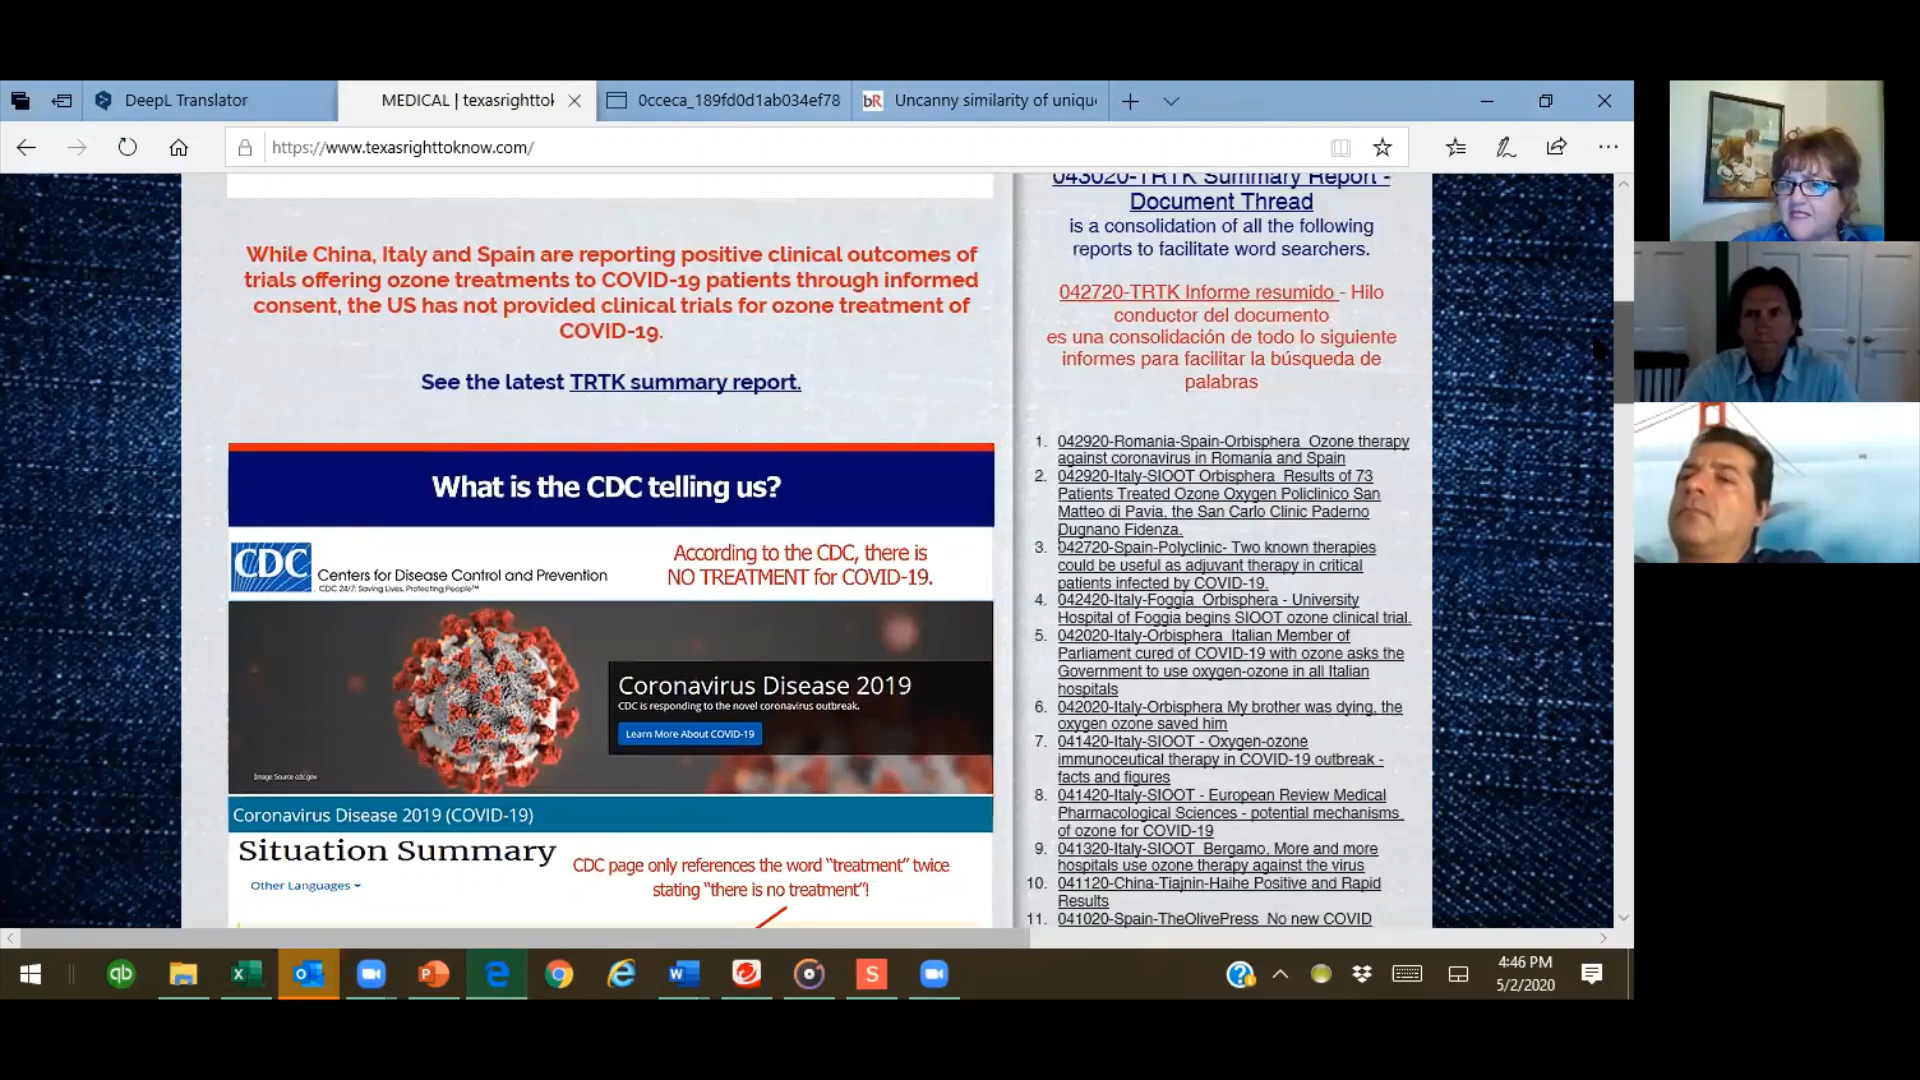 DeepL Translator
MEDICAL | texasrighttok
0cceca_189fd0d1ab034ef78
bR Uncanny similarity of uniqu
https://www.texasrighttoknow.com/
While China, Italy and Spain are reporting positive clinical outcomes of
trials offering ozone treatments to COVID-19 patients through informed
consent, the US has not provided clinical trials for ozone treatment of
COVID-19.
See the latest TRTK summary report.
What is the CDC telling us?
CDC
Centers for Disease Control and Prevention
CDC 24/7: Saving Lives. Protecting People™
According to the CDC, there is
NO TREATMENT for COVID-19.
Coronavirus Disease 2019
CDC is responding to the novel coronavirus outbreak.
Learn More About COVID-19
Image Source cdc.gov
Coronavirus Disease 2019 (COVID-19)
Situation Summary
Other Languages
CDC page only references the word "treatment" twice
stating "there is no treatment"!
043020-TRTK Summary Report -
Document Thread
is a consolidation of all the following
reports to facilitate word searchers.
042720-TRTK Informe resumido - Hilo
conductor del documento
es una consolidación de todo lo siguiente
informes para facilitar la búsqueda de
palabras
1. 042920-Romania-Spain-Orbisphera Ozone therapy
against coronavirus in Romania and Spain
2. 042920-Italy-SIOOT Orbisphera Results of 73
Patients Treated Ozone Oxygen Policlinico San
Matteo di Pavia, the San Carlo Clinic Paderno
Dugnano Fidenza.
3. 042720-Spain-Polyclinic- Two known therapies
could be useful as adjuvant therapy in critical
patients infected by COVID-19.
4. 042420-Italy-Foggia Orbisphera - University
Hospital of Foggia begins SIOOT ozone clinical trial.
5. 042020-Italy-Orbisphera Italian Member of
Parliament cured of COVID-19 with ozone asks the
Government to use oxygen-ozone in all Italian
hospitals
6. 042020-Italy-Orbisphera My brother was dying, the
oxygen ozone saved him
7. 041420-Italy-SIOOT - Oxygen-ozone
immunoceutical therapy in COVID-19 outbreak -
facts and figures
8. 041420-Italy-SIOOT - European Review Medical
Pharmacological Sciences - potential mechanisms
of ozone for COVID-19
9. 041320-Italy-SIOOT Bergamo, More and more
hospitals use ozone therapy against the virus
10. 041120-China-Tiajnin-Haihe Positive and Rapid
Results
11. 041020-Spain-TheOlivePress No new COVID
qb
S
4:46 PM
5/2/2020